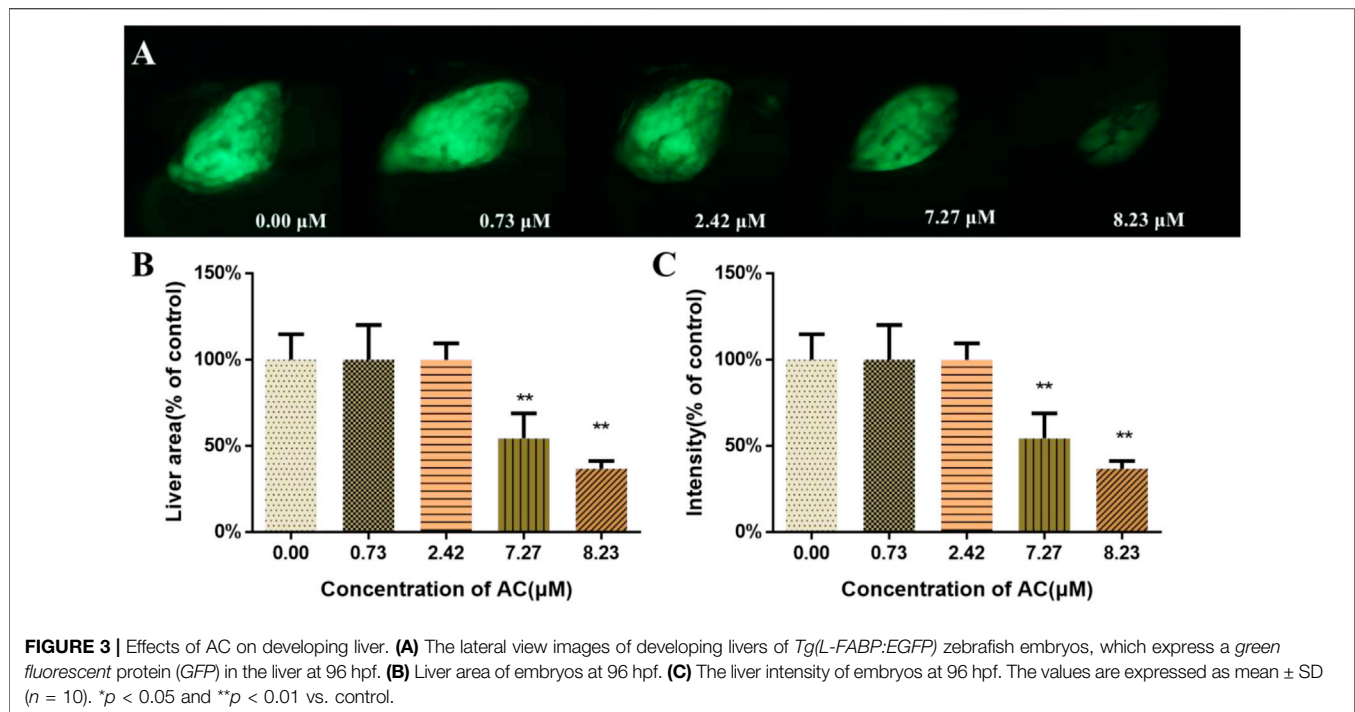 A
0.00 μM
0.73 μM
2.42 μM
7.27 μM
8.23 μM
B
150%
100%
50%
0%
Liver area(% of control)
**
**
0.00 0.73 2.42 7.27 8.23
Concentration of AC(μM)
C
150%
100%
50%
0%
Intensity(% of control)
**
**
0.00 0.73 2.42 7.27 8.23
Concentration of AC(μM)
FIGURE 3 | Effects of AC on developing liver. (A) The lateral view images of developing livers of Tg(L-FABP:EGFP) zebrafish embryos, which express a green
fluorescent protein (GFP) in the liver at 96 hpf. (B) Liver area of embryos at 96 hpf. (C) The liver intensity of embryos at 96 hpf. The values are expressed as mean ± SD
(n = 10). *p < 0.05 and **p < 0.01 vs. control.